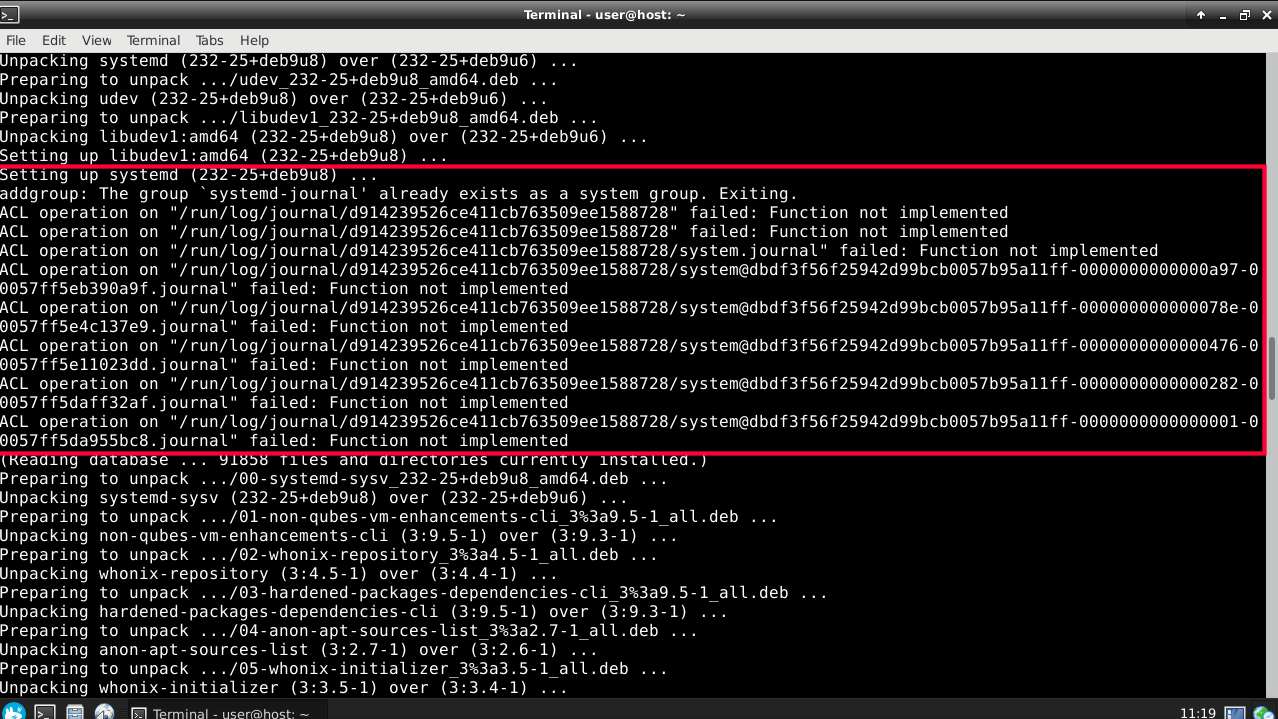 Terminal - user@host: ~
File Edit View Terminal Tabs Help
Unpacking systemd (232-25+deb9u8) over (232-25+deb9u6) ...
Preparing to unpack .../udev_232-25+deb9u8_amd64.deb ...
Unpacking udev (232-25+deb9u8) over (232-25+deb9u6) ...
Preparing to unpack .../libudev1_232-25+deb9u8_amd64.deb ...
Unpacking libudev1:amd64 (232-25+deb9u8) over (232-25+deb9u6) ...
Setting up libudev1:amd64 (232-25+deb9u8) ...
Setting up systemd (232-25+deb9u8) ...
addgroup: The group `systemd-journal' already exists as a system group. Exiting.
ACL operation on "/run/log/journal/d914239526ce411cb763509ee1588728" failed: Function not implemented
ACL operation on "/run/log/journal/d914239526ce411cb763509ee1588728" failed: Function not implemented
ACL operation on "/run/log/journal/d914239526ce411cb763509ee1588728/system.journal" failed: Function not implemented
ACL operation on "/run/log/journal/d914239526ce411cb763509ee1588728/system@dbdf3f56f25942d99bcb0057b95a11ff-0000000000000a97-0
0057ff5eb390a9f.journal" failed: Function not implemented
ACL operation on "/run/log/journal/d914239526ce411cb763509ee1588728/system@dbdf3f56f25942d99bcb0057b95a11ff-000000000000078e-0
0057ff5e4c137e9.journal" failed: Function not implemented
ACL operation on "/run/log/journal/d914239526ce411cb763509ee1588728/system@dbdf3f56f25942d99bcb0057b95a11ff-0000000000000476-0
0057ff5e11023dd.journal" failed: Function not implemented
ACL operation on "/run/log/journal/d914239526ce411cb763509ee1588728/system@dbdf3f56f25942d99bcb0057b95a11ff-0000000000000282-0
0057ff5daff32af.journal" failed: Function not implemented
ACL operation on "/run/log/journal/d914239526ce411cb763509ee1588728/system@dbdf3f56f25942d99bcb0057b95a11ff-0000000000000001-0
0057ff5da955bc8.journal" failed: Function not implemented
(Reading database ... 91858 files and directories currently installed.)
Preparing to unpack .../00-systemd-sysv_232-25+deb9u8_amd64.deb ...
Unpacking systemd-sysv (232-25+deb9u8) over (232-25+deb9u6) ...
Preparing to unpack .../01-non-qubes-vm-enhancements-cli_3%3a9.5-1_all.deb ...
Unpacking non-qubes-vm-enhancements-cli (3:9.5-1) over (3:9.3-1) ...
Preparing to unpack .../02-whonix-repository_3%3a4.5-1_all.deb ...
Unpacking whonix-repository (3:4.5-1) over (3:4.4-1) ...
Preparing to unpack .../03-hardened-packages-dependencies-cli_3%3a9.5-1_all.deb ...
Unpacking hardened-packages-dependencies-cli (3:9.5-1) over (3:9.3-1) ...
Preparing to unpack .../04-anon-apt-sources-list_3%3a2.7-1_all.deb ...
Unpacking anon-apt-sources-list (3:2.7-1) over (3:2.6-1) ...
Preparing to unpack .../05-whonix-initializer_3%3a3.5-1_all.deb ...
Unpacking whonix-initializer (3:3.5-1) over (3:3.4-1) ...
Terminal - user@host: ~
11:19